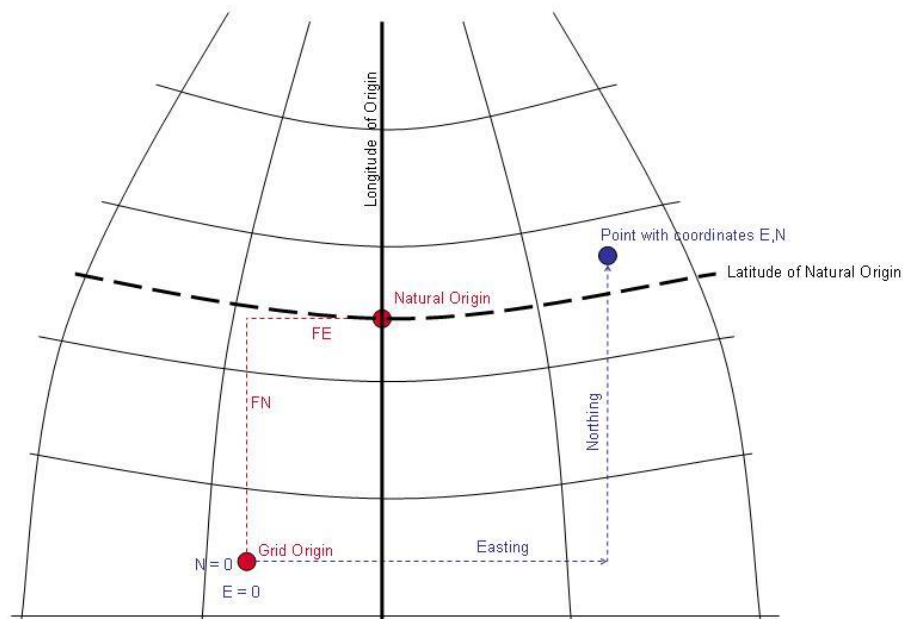 Longitude of Origin
Point with coordinates E,N
Latitude of Natural Origin
Natural Origin
FE
FN
Northing
Grid Origin
Easting
N = 0
E = 0